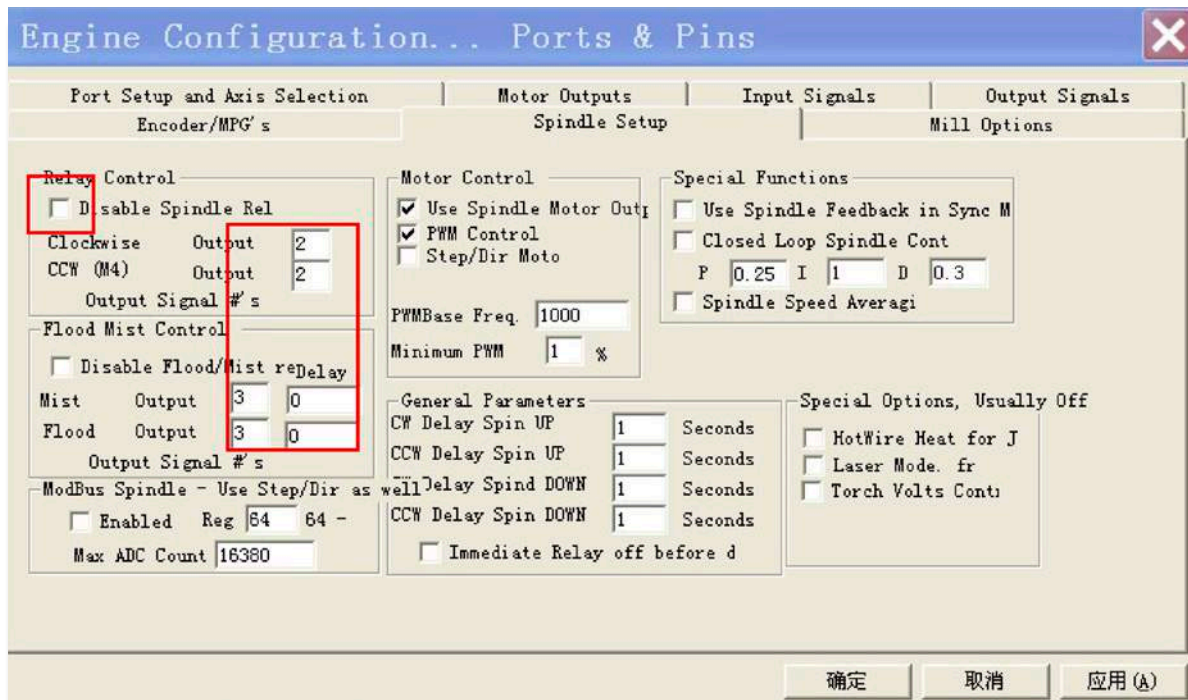 Engine Configuration... Ports & Pins
Port Setup and Axis Selection
Motor Outputs
Input Signals
Output Signals
Encoder/MPG's
Spindle Setup
Mill Options
Relay Control
Disable Spindle Rel
Clockwise Output 2
CCW (M4) Output 2
Output Signal #'s
Flood Mist Control
Disable Flood/Mist re Delay
Mist Output 3 0
Flood Output 3 0
Output Signal #'s
ModBus Spindle - Use Step/Dir as well
Enabled Reg 64 64 -
Max ADC Count 16380
Motor Control
Use Spindle Motor Outp
PWM Control
Step/Dir Moto
PWMBase Freq. 1000
Minimum PWM 1 %
General Parameters
CW Delay Spin UP 1 Seconds
CCW Delay Spin UP 1 Seconds
Delay Spind DOWN 1 Seconds
CCW Delay Spin DOWN 1 Seconds
Immediate Relay off before d
Special Functions
Use Spindle Feedback in Sync M
Closed Loop Spindle Cont
P 0.25 I 1 D 0.3
Spindle Speed Averagi
Special Options, Usually Off
HotWire Heat for J
Laser Mode. fr
Torch Volts Cont
确定
取消
应用(A)